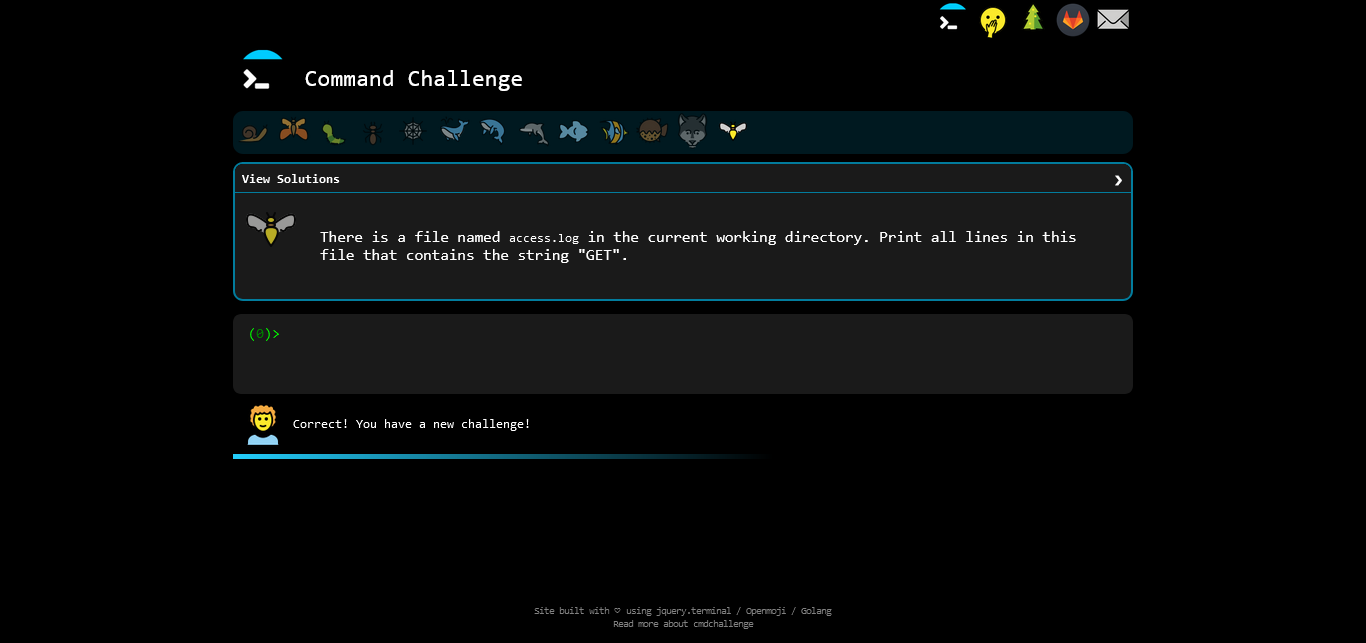 Command Challenge
View Solutions
There is a file named access.log in the current working directory. Print all lines in this
file that contains the string "GET".
(0)>
Correct! You have a new challenge!
Site built with ♡ using jquery.terminal / Openmoji / Golang
Read more about cmdchallenge